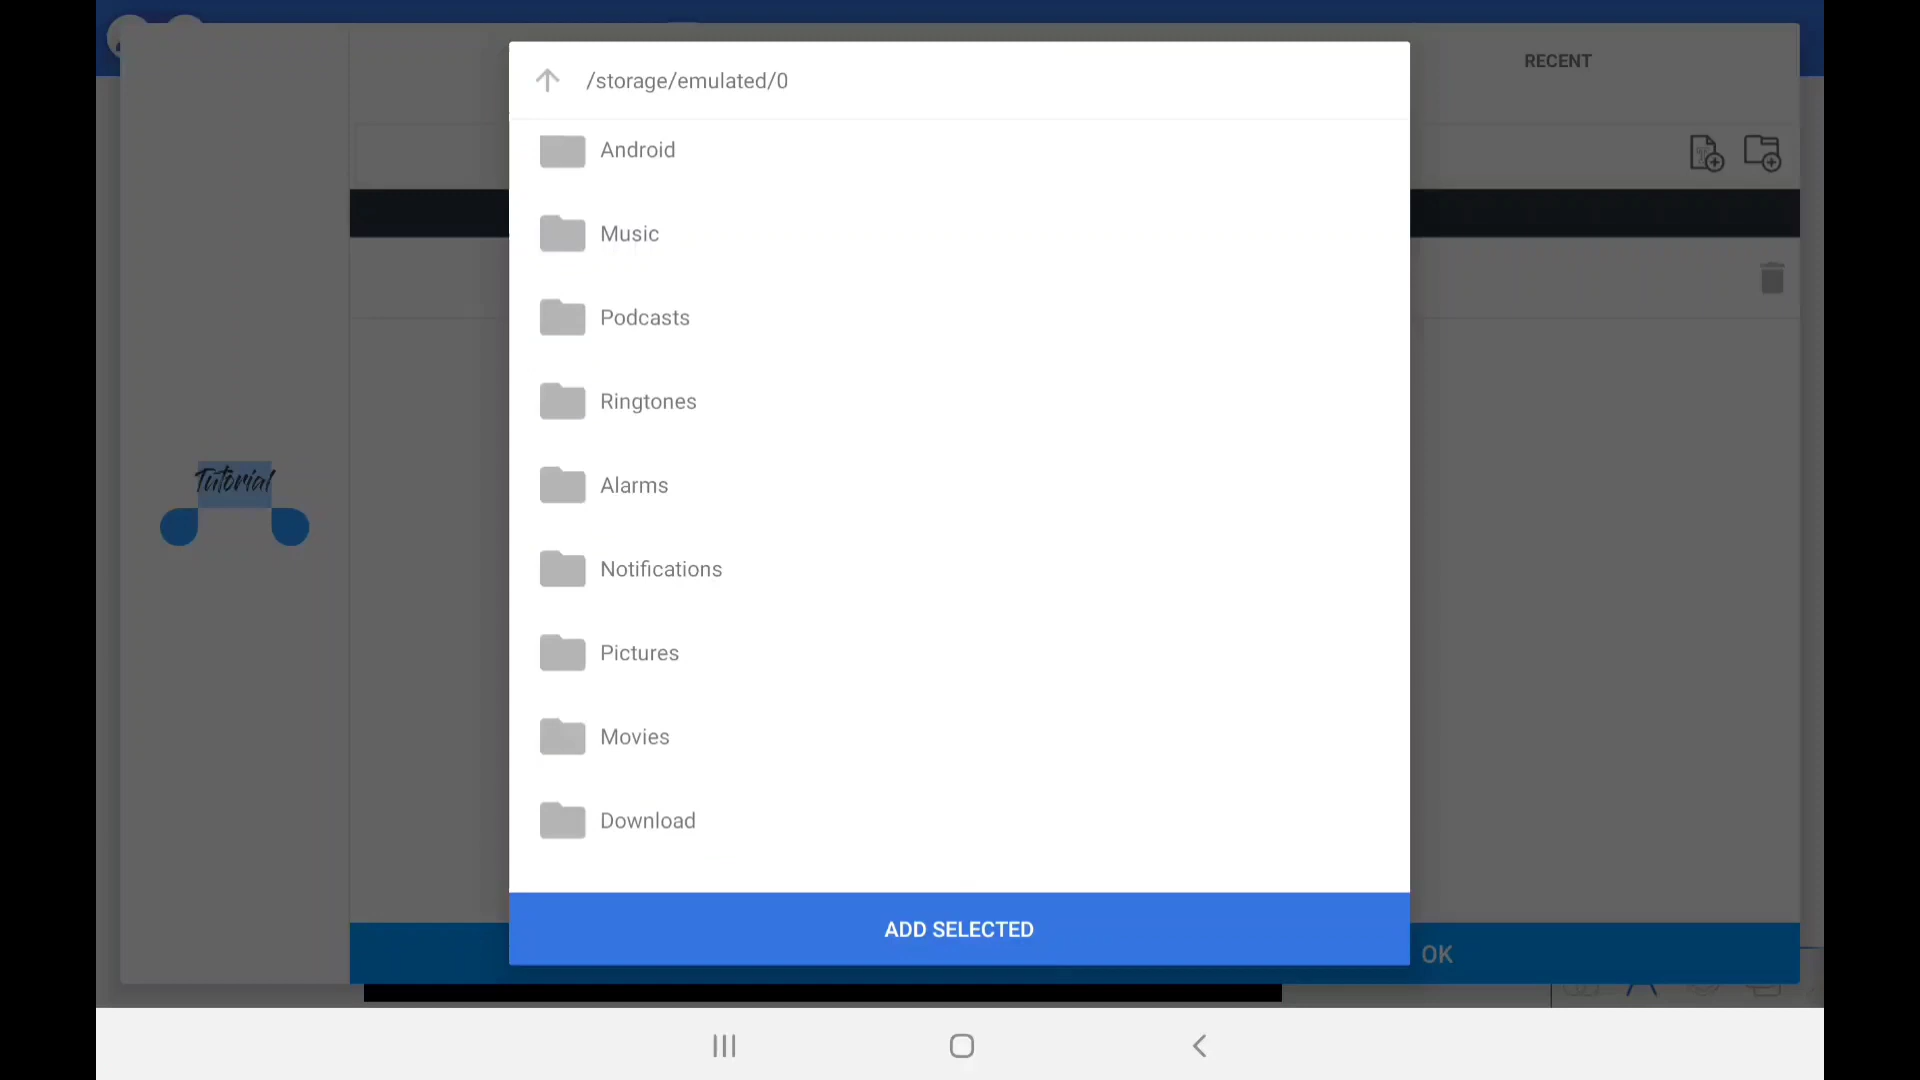 /storage/emulated/0
RECENT
Android
Music
Podcasts
Ringtones
Alarms
Tutorial
Notifications
Pictures
Movies
Download
ADD SELECTED
OK